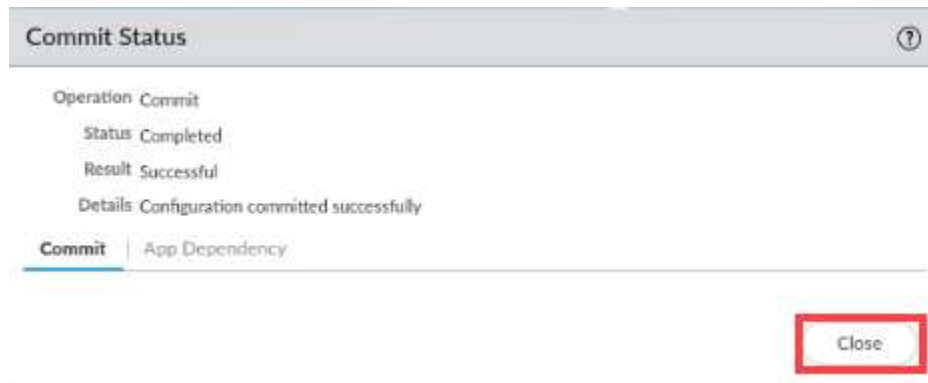 Commit Status
Operation Commit
Status Completed
Result Successful
Details Configuration committed successfully
Commit | App Dependency
Close